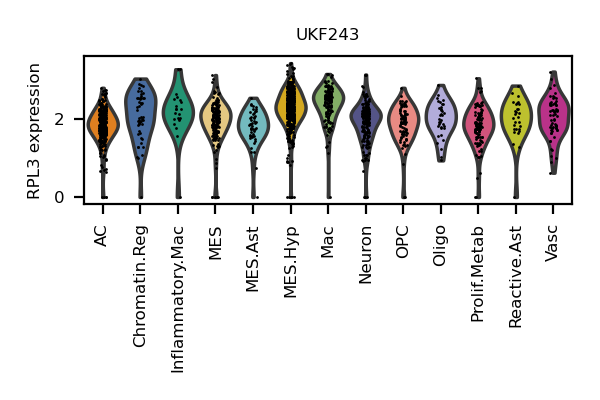 UKF243
RPL3 expression
2
0
AC
Chromatin.Reg
Inflammatory.Mac
MES
MES.Ast
MES.Hyp
Mac
Neuron
OPC
Oligo
Prolif.Metab
Reactive.Ast
Vasc